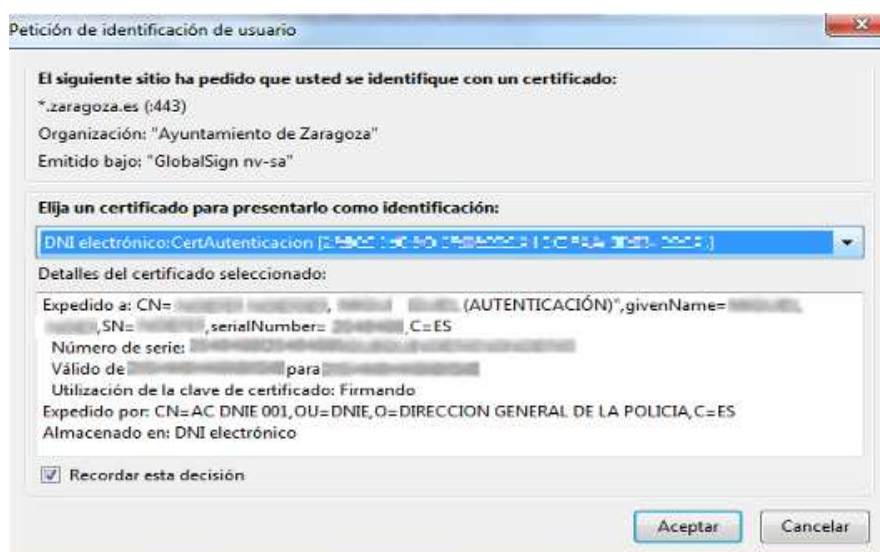 Petición de identificación de usuario
El siguiente sitio ha pedido que usted se identifique con un certificado:
*.zaragoza.es (:443)
Organización: "Ayuntamiento de Zaragoza"
Emitido bajo: "GlobalSign nv-sa"
Elija un certificado para presentarlo como identificación:
DNI electrónico:CertAutenticacion [
Detalles del certificado seleccionado:
Expedido a: CN= , (AUTENTICACIÓN)",givenName=
,SN= ,serialNumber= ,C=ES
Número de serie:
Válido de para
Utilización de la clave de certificado: Firmando
Expedido por: CN=AC DNIE 001,OU=DNIE,O=DIRECCION GENERAL DE LA POLICIA,C=ES
Almacenado en: DNI electrónico
Recordar esta decisión
Aceptar Cancelar